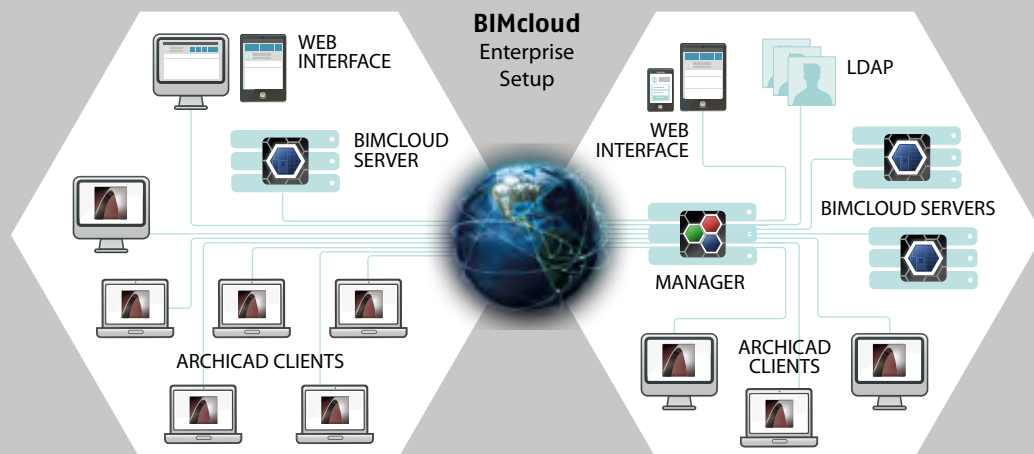 BIMcloud
Enterprise
Setup
WEB
INTERFACE
BIMCLOUD
SERVER
ARCHICAD CLIENTS
WEB
INTERFACE
LDAP
BIMCLOUD SERVERS
MANAGER
ARCHICAD
CLIENTS